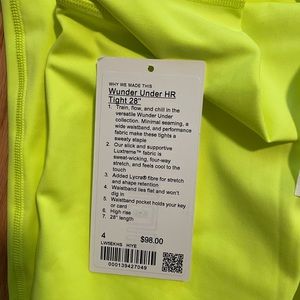 WHY WE MADE THIS
Wunder Under HR
Tight 28"
1. Train, flow, and chill in the
versatile Wunder Under
collection. Minimal seaming, a
wide waistband, and performance
fabric make these tights a
sweaty staple
2. Our slick and supportive
Luxtreme™ fabric is
sweat-wicking, four-way
stretch, and feels cool to the
touch
3. Added Lycra® fibre for stretch
and shape retention
4. Waistband lies flat and won't
dig in
5. Waistband pocket holds your key
or card
6. High rise
7. 28" length
4 $98.00
LW5EKHS HIYE
000139427049